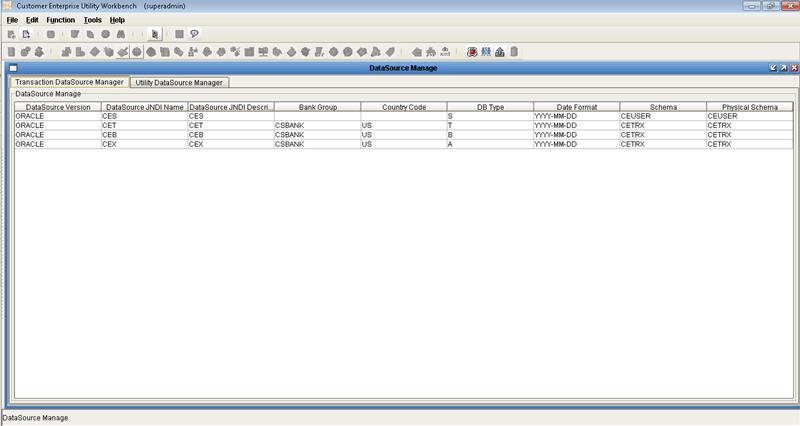 Customer Enterprise Utility Workbench (superadmin)
File Edit Function Tools Help
DataSource Manage
Transaction DataSource Manager Utility DataSource Manager
DataSource Manage
DataSource Version DataSource JNDI Name DataSource JNDI Descri... Bank Group Country Code DB Type Date Format Schema Physical Schema
ORACLE CES CES S YYYY-MM-DD CEUSER CEUSER
ORACLE CET CET CSBANK US T YYYY-MM-DD CETRX CETRX
ORACLE CEB CEB CSBANK US B YYYY-MM-DD CETRX CETRX
ORACLE CEX CEX CSBANK US A YYYY-MM-DD CETRX CETRX
DataSource Manage